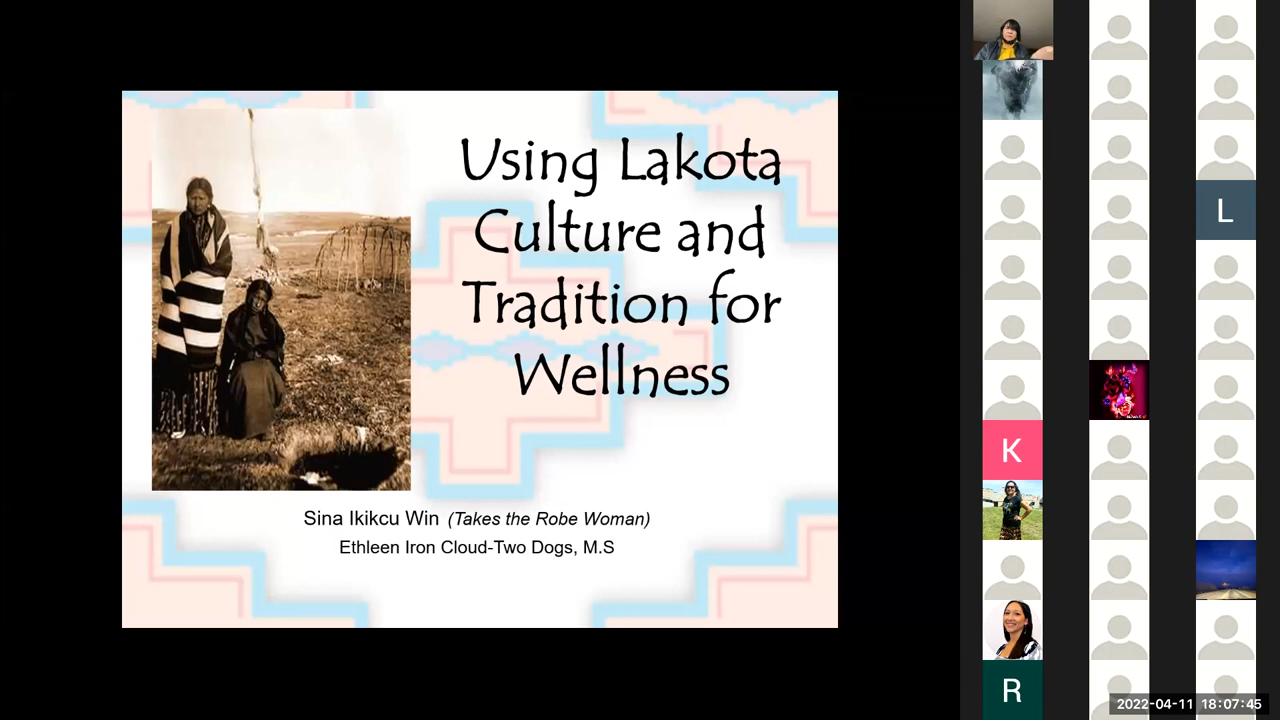 Using Lakota
Culture and
Tradition for
Wellness
Sina Ikikcu Win (Takes the Robe Woman)
Ethleen Iron Cloud-Two Dogs, M.S
L
K
R
2022-04-11 18:07:45